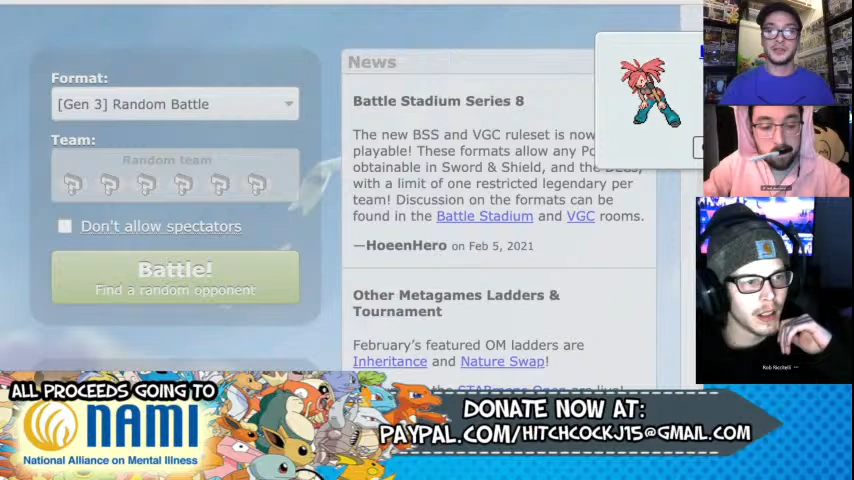 Format:
[Gen 3] Random Battle
Team:
Random team
Don't allow spectators
Battle!
Find a random opponent
News
Battle Stadium Series 8
The new BSS and VGC ruleset is now
playable! These formats allow any Po
obtainable in Sword & Shield, and the DLCs,
with a limit of one restricted legendary per
team! Discussion on the formats can be
found in the Battle Stadium and VGC rooms.
—HoeenHero on Feb 5, 2021
Other Metagames Ladders &
Tournament
February's featured OM ladders are
Inheritance and Nature Swap!
Rob Riccitelli
ALL PROCEEDS GOING TO
NAMI
National Alliance on Mental Illness
DONATE NOW AT:
PAYPAL.COM/HITCHCOCKJ15@GMAIL.COM